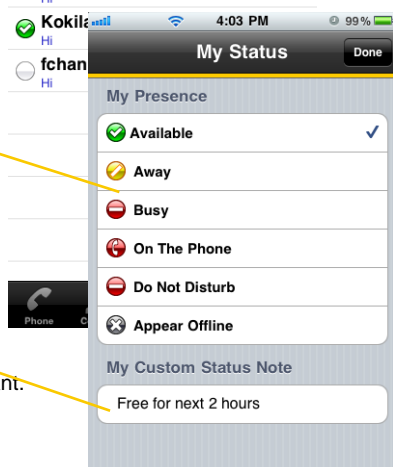 Kokila
Hi
fchan
Hi
Phone
4:03 PM
99%
My Status
Done
My Presence
Available
Away
Busy
On The Phone
Do Not Disturb
Appear Offline
My Custom Status Note
Free for next 2 hours
nt.